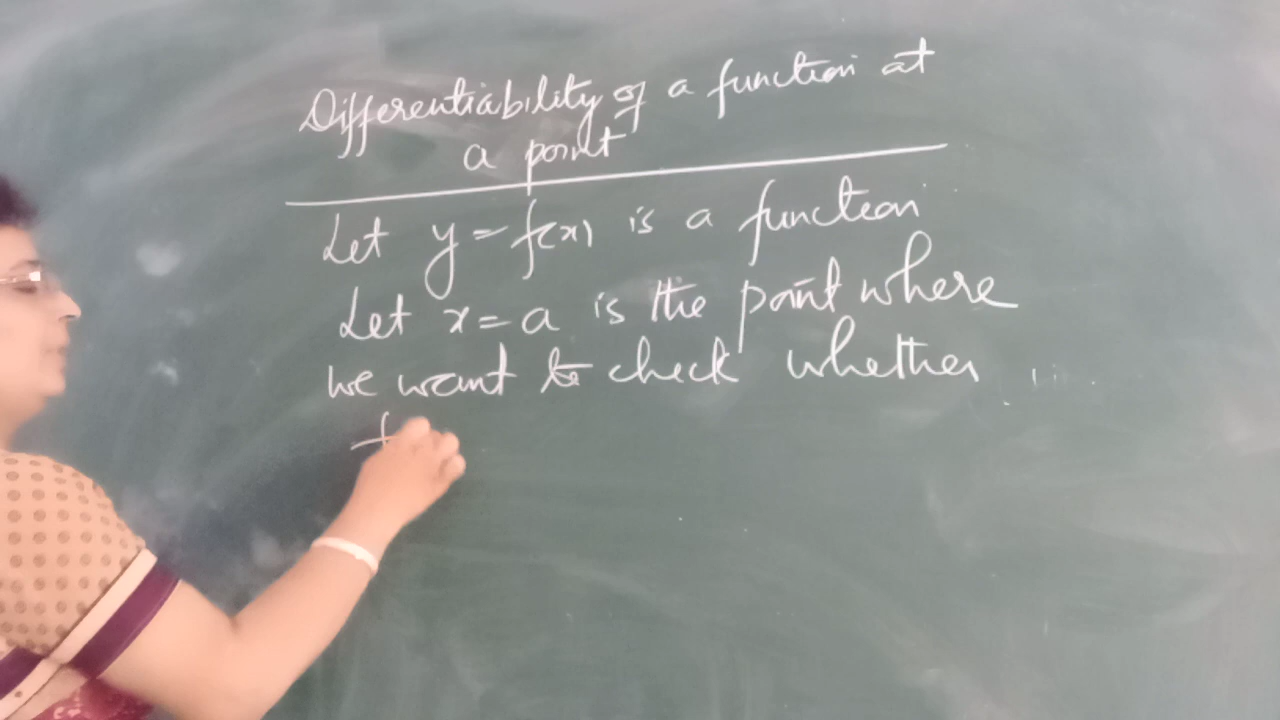 Differentiability of a function at
a point
Let y = f(x) is a function
Let x = a is the point where
we want to check whether